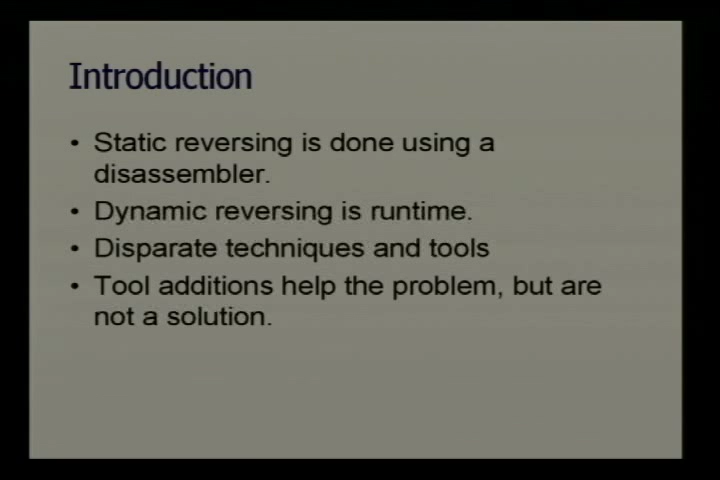 Introduction
• Static reversing is done using a
disassembler.
• Dynamic reversing is runtime.
• Disparate techniques and tools
• Tool additions help the problem, but are
not a solution.